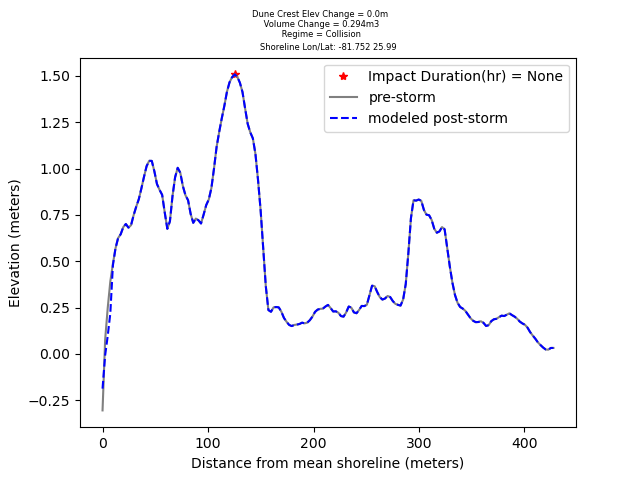 Dune Crest Elev Change = 0.0m
Volume Change = 0.294m3
Regime = Collision
Shoreline Lon/Lat: -81.752 25.99
Impact Duration(hr) = None
pre-storm
modeled post-storm
1.50
1.25
1.00
0.75
0.50
0.25
0.00
−0.25
Elevation (meters)
0 100 200 300 400
Distance from mean shoreline (meters)